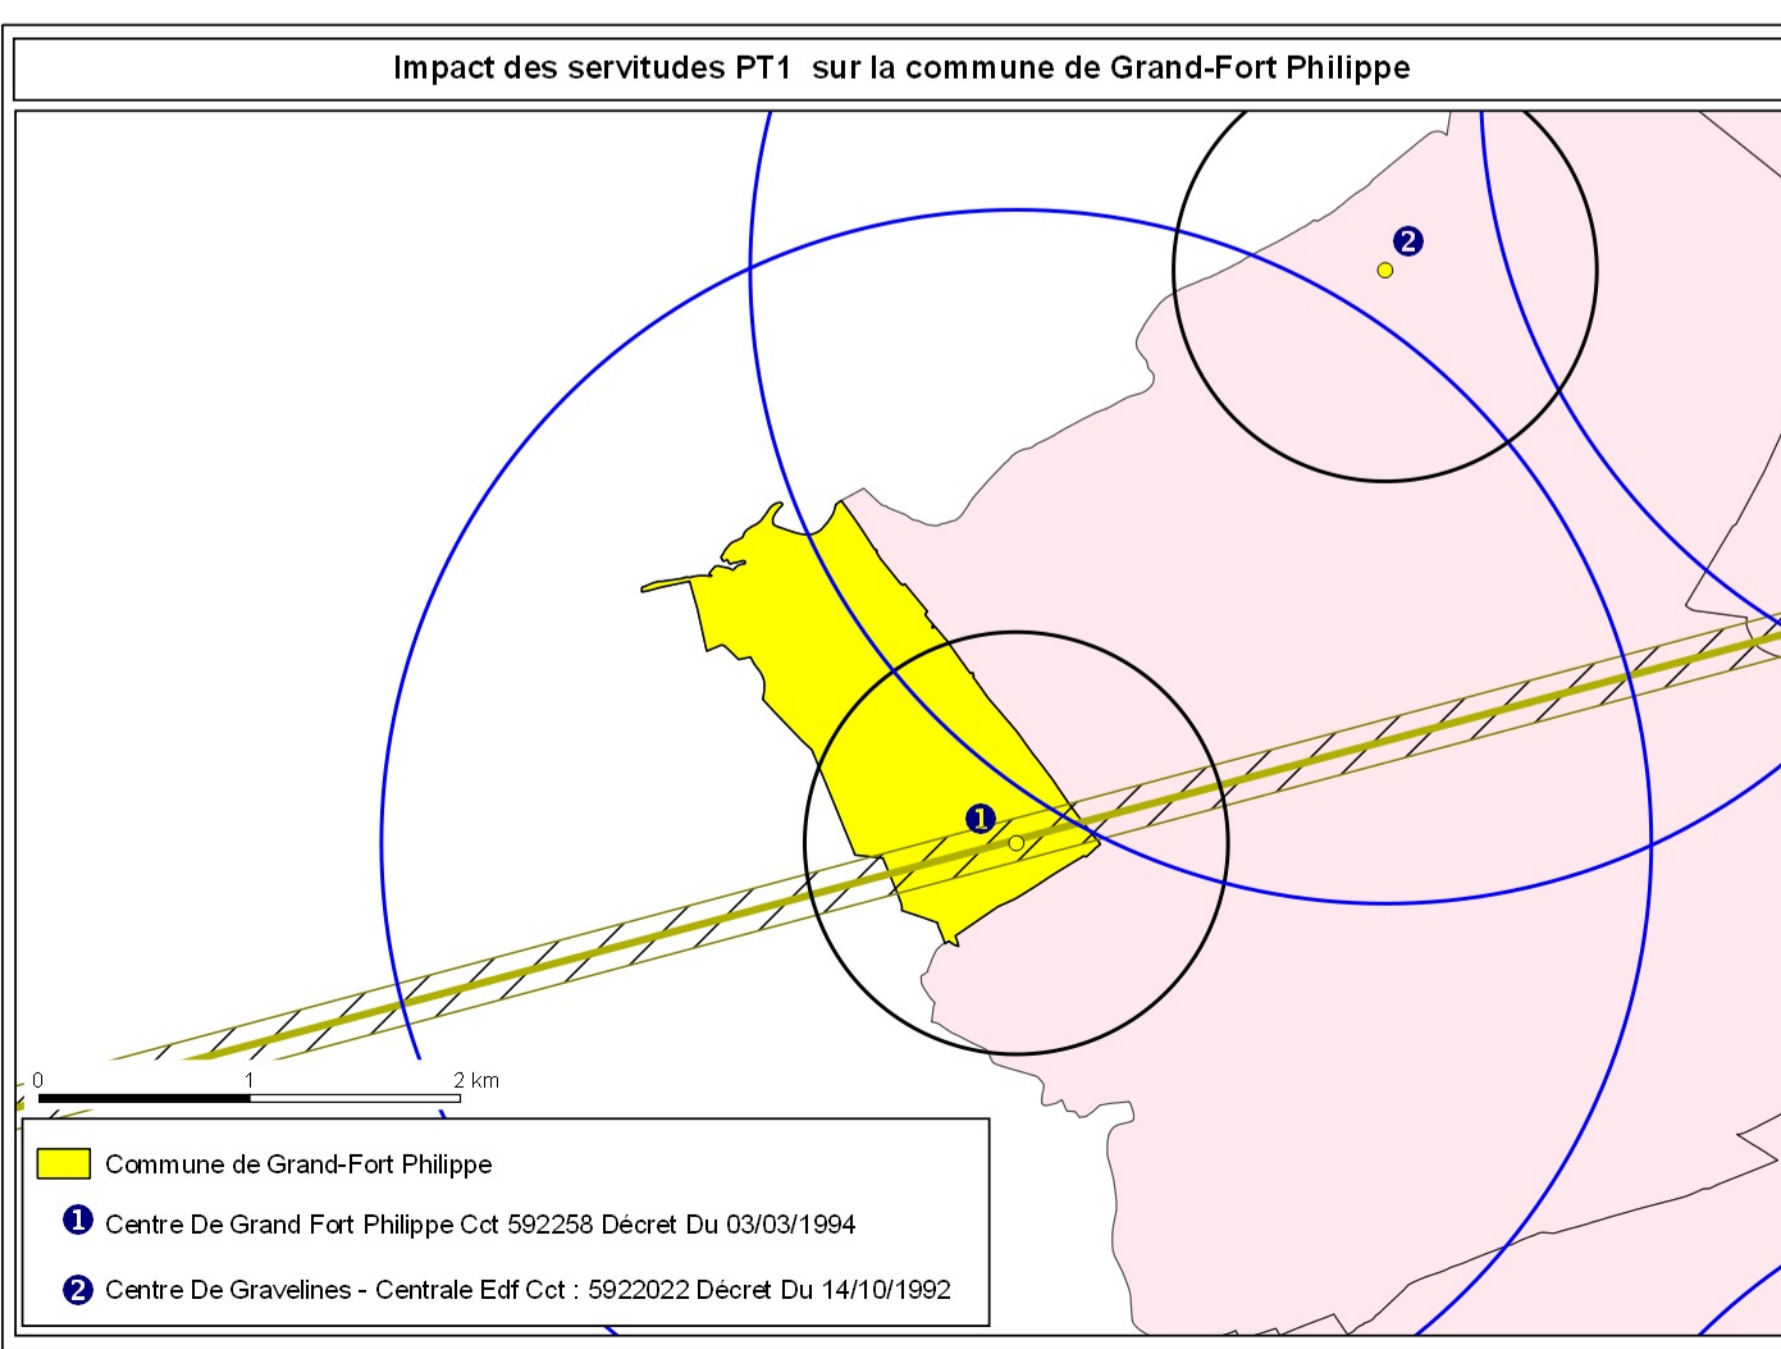 Impact des servitudes PT1 sur la commune de Grand-Fort Philippe
2
1
0 1 2 km
Commune de Grand-Fort Philippe
1 Centre De Grand Fort Philippe Cct 592258 Décret Du 03/03/1994
2 Centre De Gravelines - Centrale Edf Cct : 5922022 Décret Du 14/10/1992